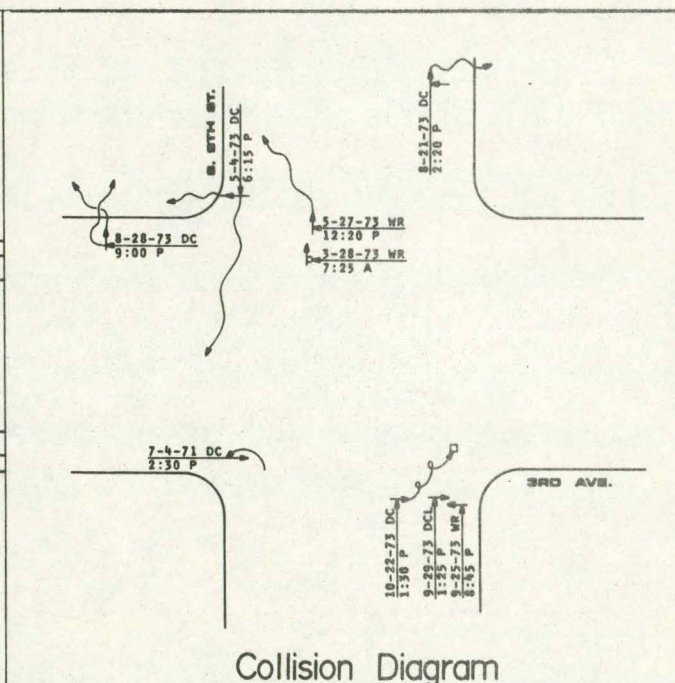 S. 8TH ST.
5-4-73 DC
6:15 P
8-21-73 DC
2:20 P
8-28-73 DC
9:00 P
5-27-73 WR
12:20 P
3-28-73 WR
7:25 A
7-4-71 DC
2:30 P
3RD AVE.
10-22-73 DC
1:30 P
9-29-73 DCL
1:25 P
9-25-73 WR
8:45 P
Collision Diagram